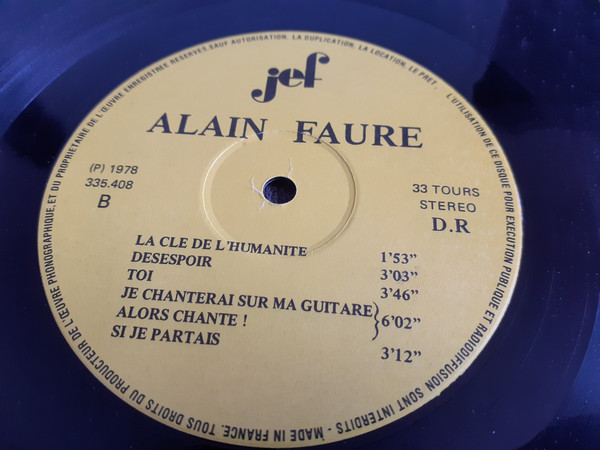 jef
ALAIN FAURE
(P) 1978
335.408
B
33 TOURS
STEREO
D.R
LA CLE DE L'HUMANITE 1'53"
DESESPOIR 3'03"
TOI 3'46"
JE CHANTERAI SUR MA GUITARE
ALORS CHANTE ! 6'02"
SI JE PARTAIS 3'12"
TOUS DROITS DU PRODUCTEUR DE L'ŒUVRE PHONOGRAPHIQUE, ET DU PROPRIETAIRE DE L'ŒUVRE ENREGISTREE RESERVES, SAUF AUTORISATION, LA DUPLICATION, LA LOCATION, LE PRET, L'UTILISATION DE CE DISQUE POUR EXECUTION PUBLIQUE ET RADIODIFFUSION SONT INTERDITS - MADE IN FRANCE.